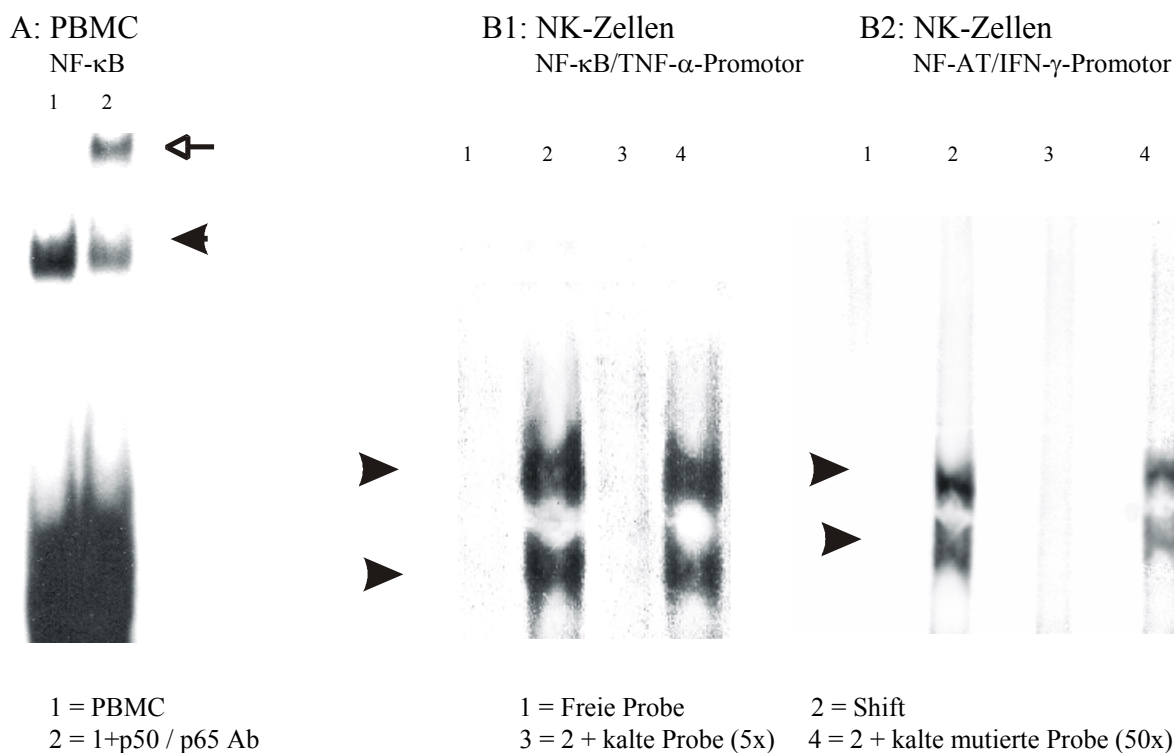 A: PBMC
NF-κB
1 2
B1: NK-Zellen
NF-κB/TNF-α-Promotor
1 2 3 4
B2: NK-Zellen
NF-AT/IFN-γ-Promotor
1 2 3 4
1 = PBMC
2 = 1+p50 / p65 Ab
1 = Freie Probe
3 = 2 + kalte Probe (5x)
2 = Shift
4 = 2 + kalte mutierte Probe (50x)